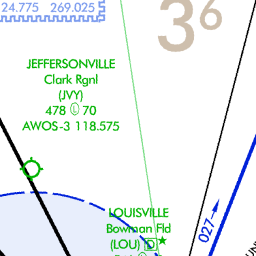 24.775 269.025
36
JEFFERSONVILLE
Clark Rgnl
(JVY)
478 Ⓛ 70
AWOS-3 118.575
LOUISVILLE
Bowman Fld
(LOU) D
027